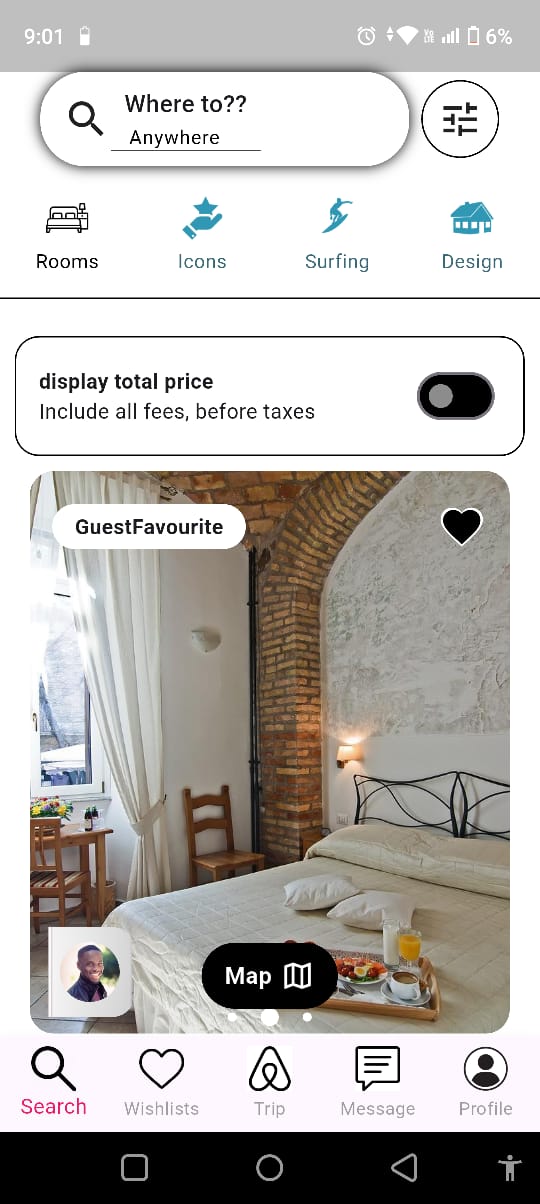 9:01 6%
Where to??
Anywhere
Rooms Icons Surfing Design
display total price
Include all fees, before taxes
GuestFavourite
Map
Search Wishlists Trip Message Profile